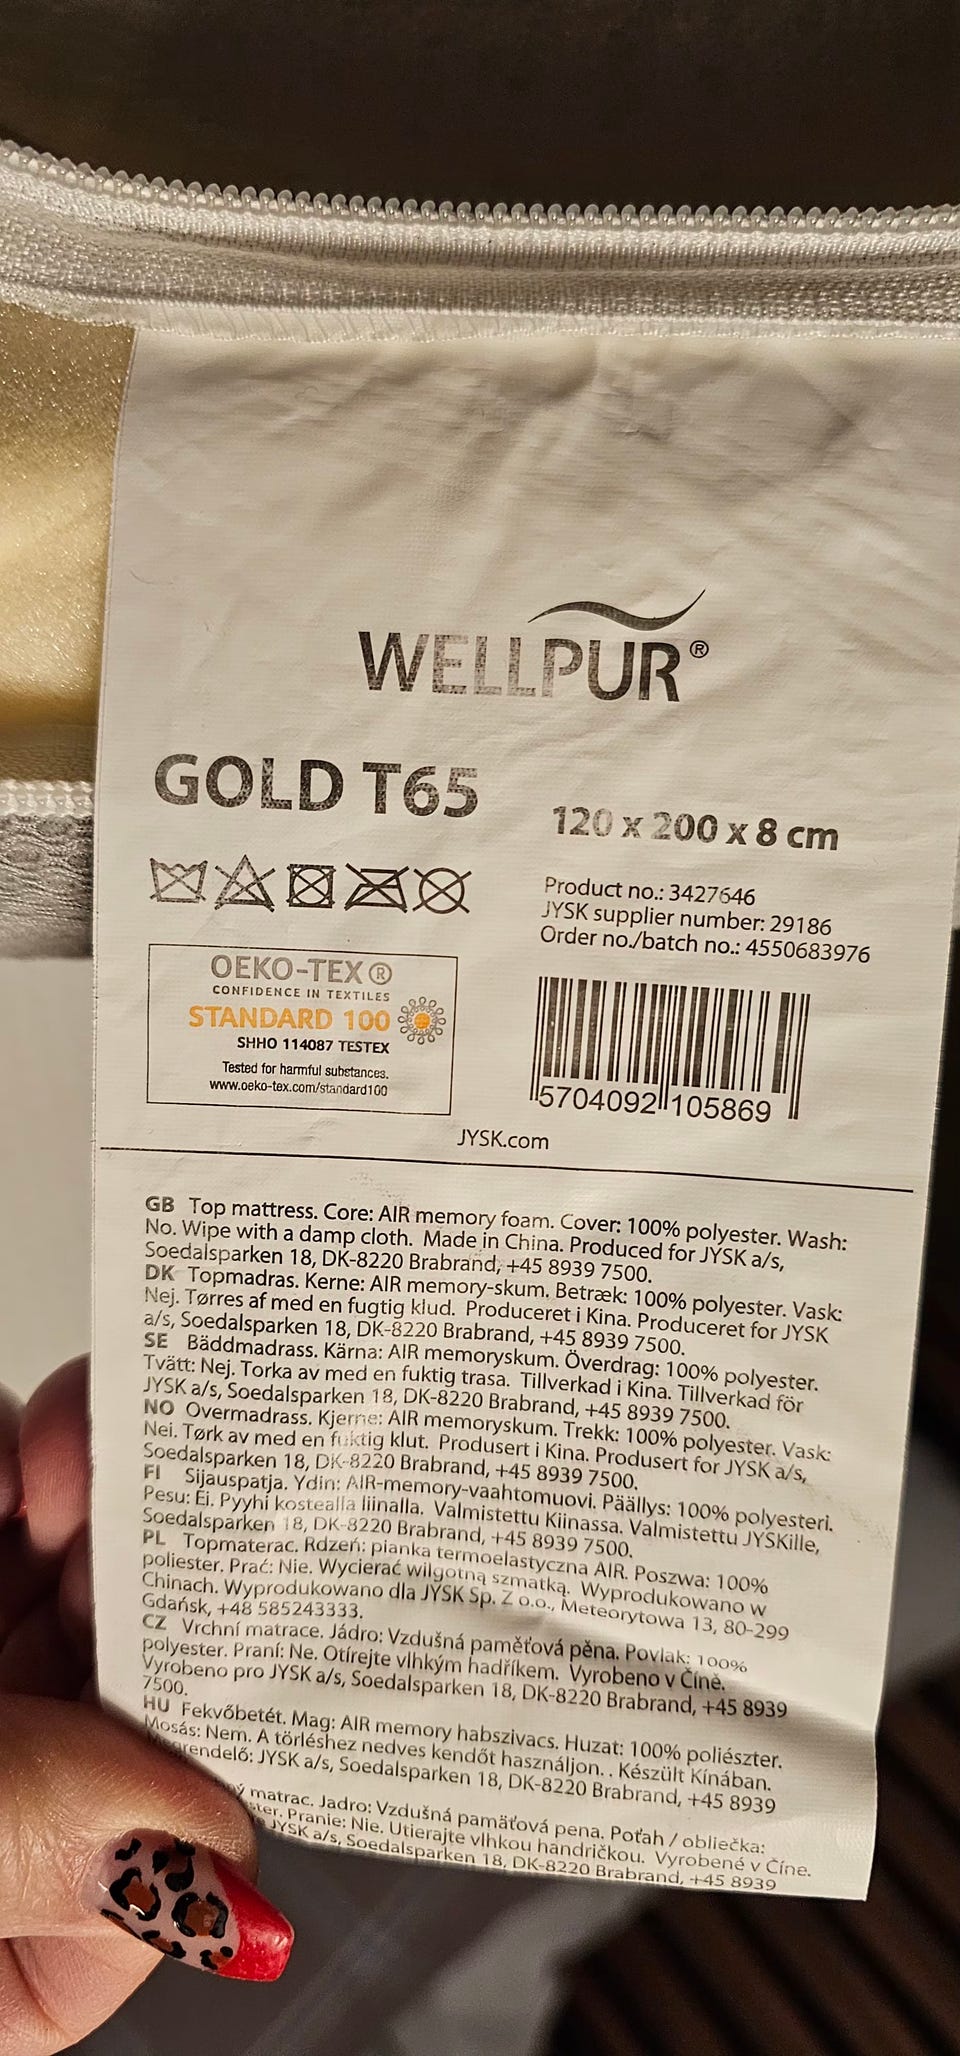 WELLPUR®
GOLD T65
120 x 200 x 8 cm
Product no.: 3427646
JYSK supplier number: 29186
Order no./batch no.: 4550683976
OEKO-TEX®
CONFIDENCE IN TEXTILES
STANDARD 100
SHHO 114087 TESTEX
Tested for harmful substances.
www.oeko-tex.com/standard100
5704092 105869
JYSK.com
GB Top mattress. Core: AIR memory foam. Cover: 100% polyester. Wash:
No. Wipe with a damp cloth. Made in China. Produced for JYSK a/s,
Soedalsparken 18, DK-8220 Brabrand, +45 8939 7500.
DK Topmadras. Kerne: AIR memory-skum. Betræk: 100% polyester. Vask:
Nej. Tørres af med en fugtig klud. Produceret i Kina. Produceret for JYSK
a/s, Soedalsparken 18, DK-8220 Brabrand, +45 8939 7500.
SE Bäddmadrass. Kärna: AIR memoryskum. Överdrag: 100% polyester.
Tvätt: Nej. Torka av med en fuktig trasa. Tillverkad i Kina. Tillverkad för
JYSK a/s, Soedalsparken 18, DK-8220 Brabrand, +45 8939 7500.
NO Overmadrass. Kjerne: AIR memoryskum. Trekk: 100% polyester. Vask:
Nei. Tørk av med en fuktig klut. Produsert i Kina. Produsert for JYSK a/s,
Soedalsparken 18, DK-8220 Brabrand, +45 8939 7500.
FI Sijauspatja. Ydin: AIR-memory-vaahtomuovi. Päällys: 100% polyesteri.
Pesu: Ei. Pyyhi kostealla liinalla. Valmistettu Kiinassa. Valmistettu JYSKille,
Soedalsparken 18, DK-8220 Brabrand, +45 8939 7500.
PL Topmaterac. Rdzeń: pianka termoelastyczna AIR. Poszwa: 100%
poliester. Prać: Nie. Wycierać wilgotną szmatką. Wyprodukowano w
Chinach. Wyprodukowano dla JYSK Sp. Z o.o., Meteorytowa 13, 80-299
Gdańsk, +48 585243333.
CZ Vrchní matrace. Jádro: Vzdušná paměťová pěna. Povlak: 100%
polyester. Praní: Ne. Otírejte vlhkým hadříkem. Vyrobeno v Číně.
Vyrobeno pro JYSK a/s, Soedalsparken 18, DK-8220 Brabrand, +45 8939
7500.
HU Fekvőbetét. Mag: AIR memory habszivacs. Huzat: 100% poliészter.
Mosás: Nem. A törléshez nedves kendőt használjon. . Készült Kínában.
Megrendelő: JYSK a/s, Soedalsparken 18, DK-8220 Brabrand, +45 8939
matrac. Jadro: Vzdušná pamäťová pena. Poťah / obliečka:
Pranie: Nie. Utierajte vlhkou handričkou. Vyrobené v Číne.
JYSK a/s, Soedalsparken 18, DK-8220 Brabrand, +45 8939